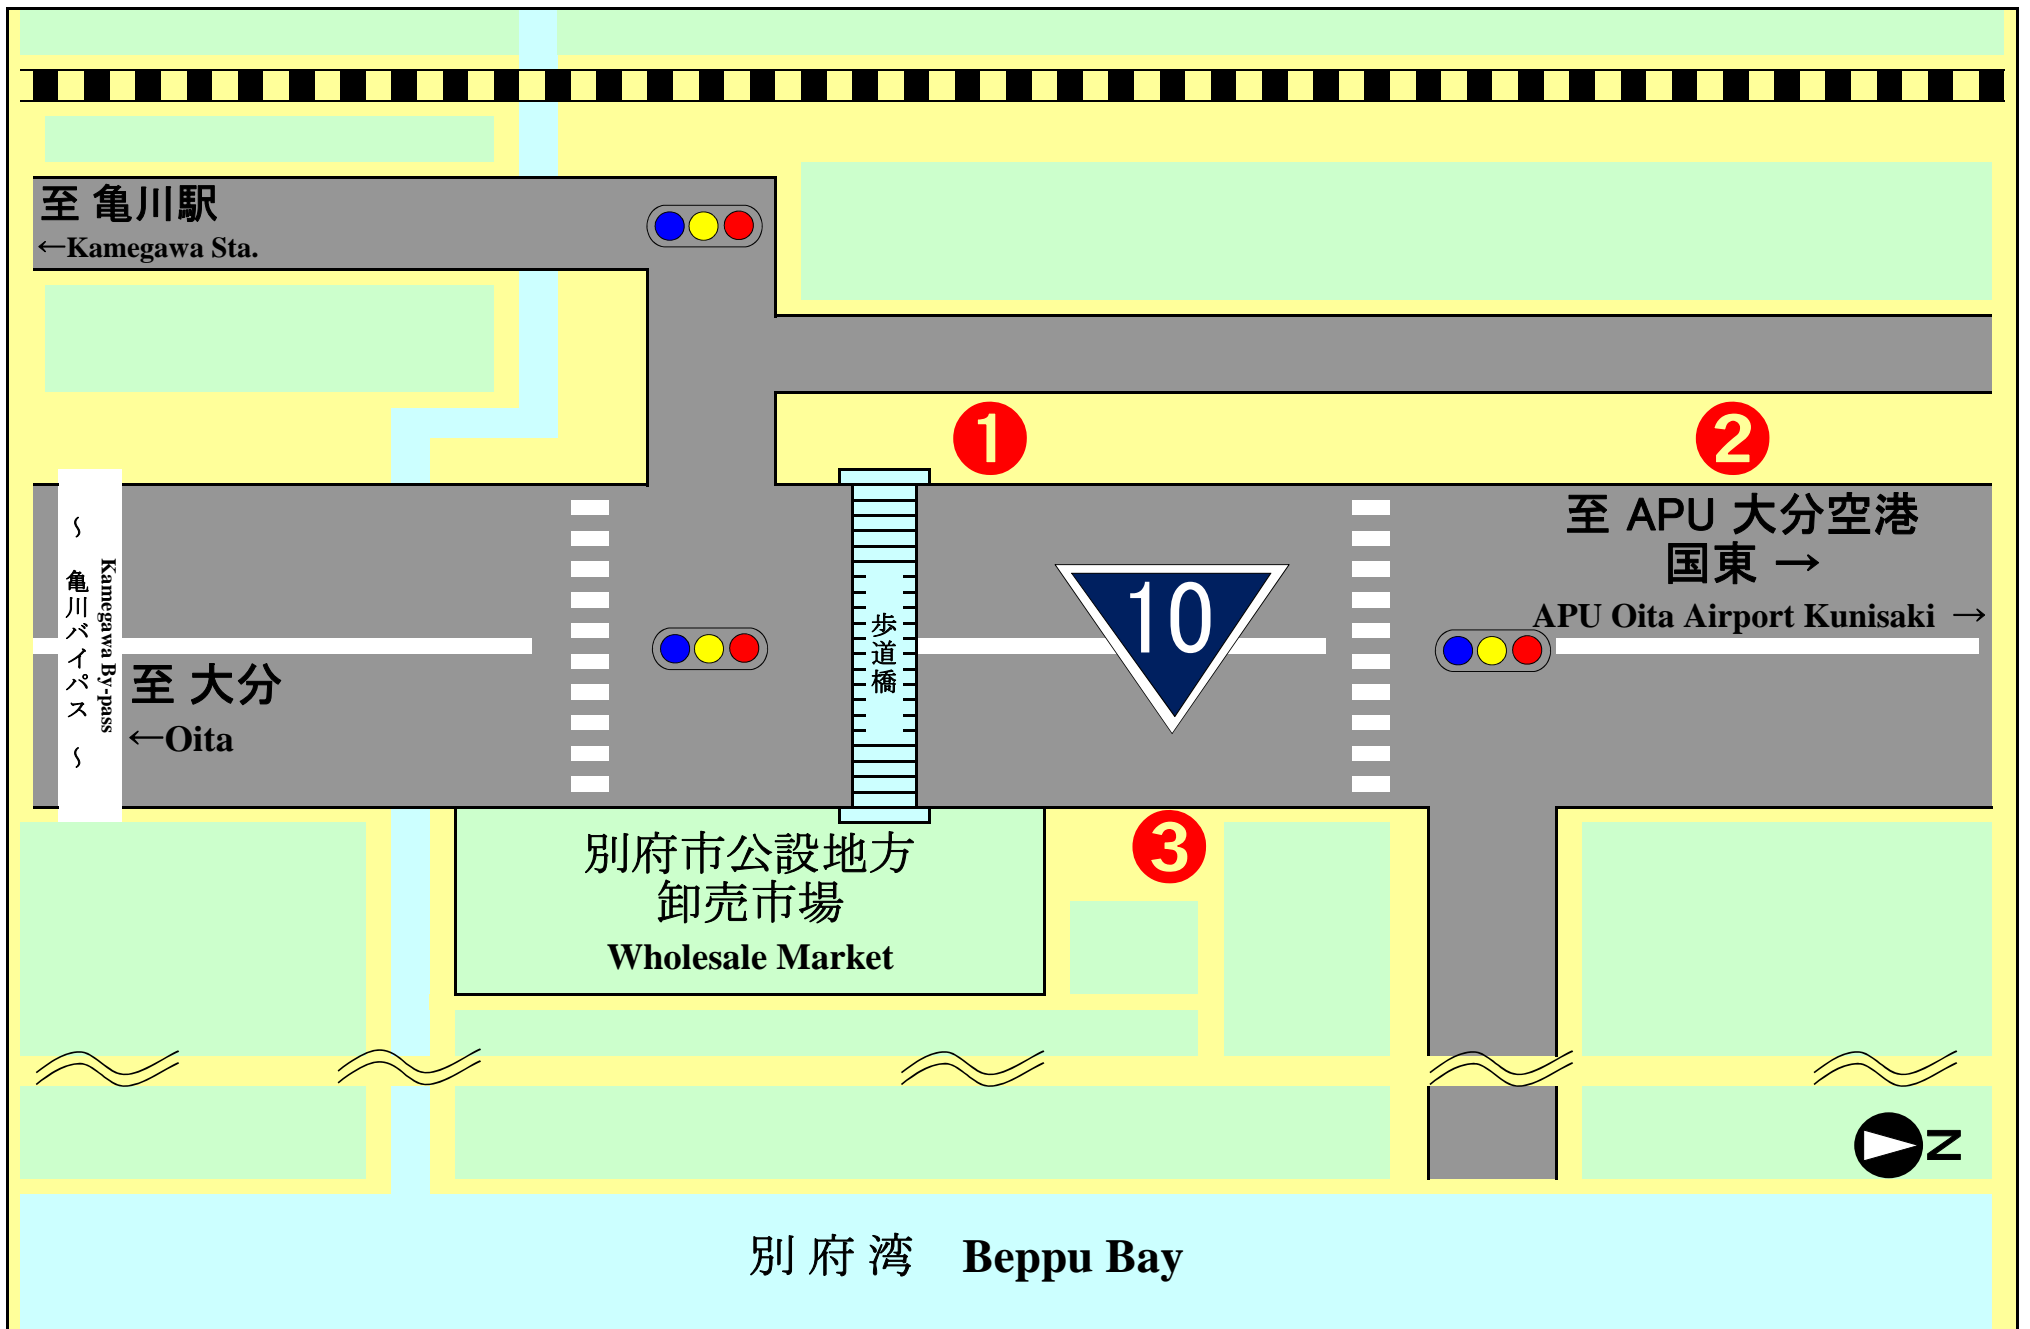 至 亀川駅
←Kamegawa Sta.
❶
❷
至 APU 大分空港
国東 →
APU Oita Airport Kunisaki →
10
歩道橋
～ 亀川バイパス ～
Kamegawa By-pass
至 大分
←Oita
❸
別府市公設地方
卸売市場
Wholesale Market
N
別府湾 Beppu Bay